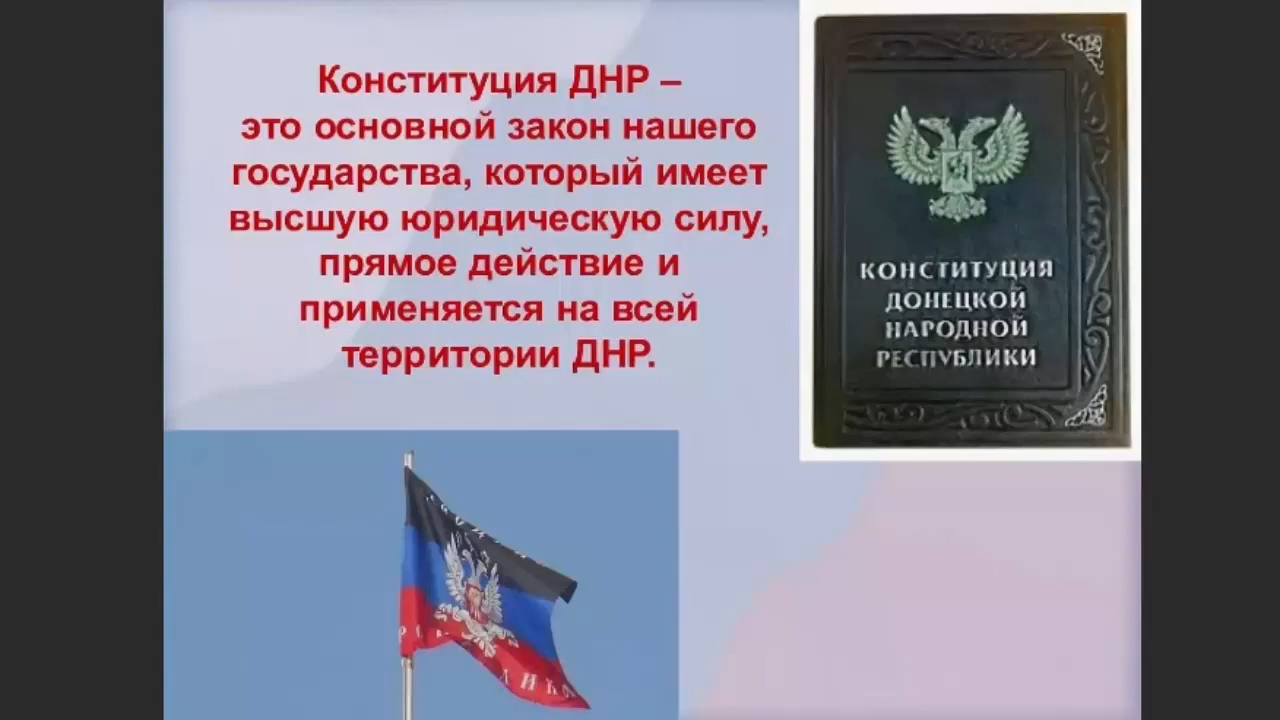 Конституция ДНР –
это основной закон нашего
государства, который имеет
высшую юридическую силу,
прямое действие и
применяется на всей
территории ДНР.
КОНСТИТУЦИЯ
ДОНЕЦКОЙ
НАРОДНОЙ
РЕСПУБЛИКИ